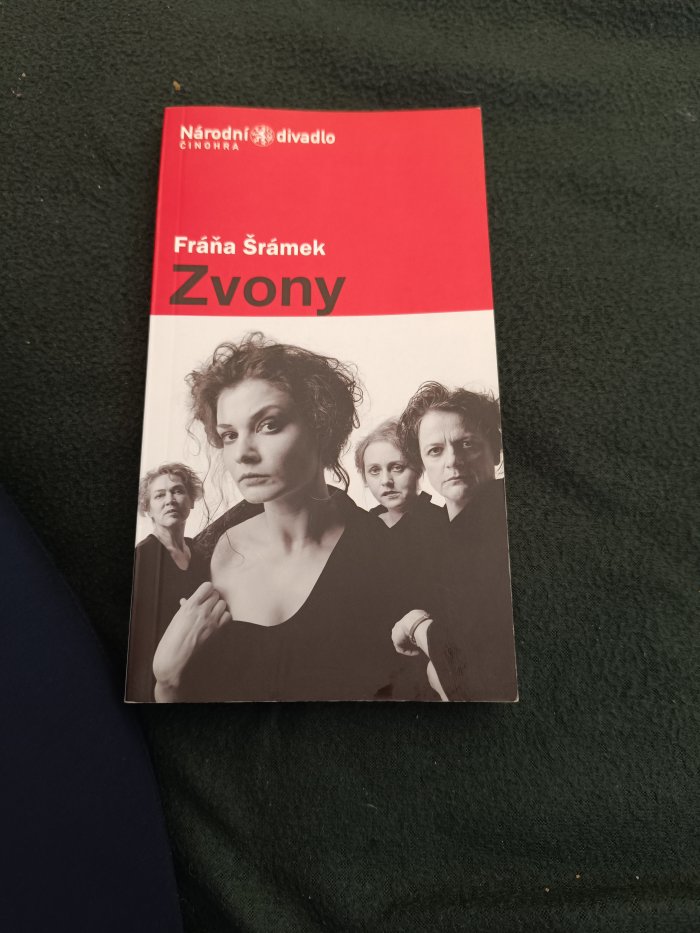 Národní divadlo
ČINOHRA
Fráňa Šrámek
Zvony